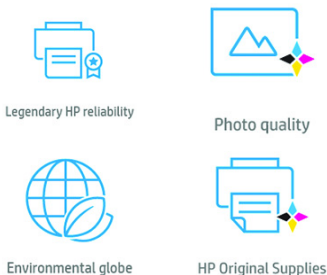 Legendary HP reliability
Photo quality
Environmental globe
HP Original Supplies